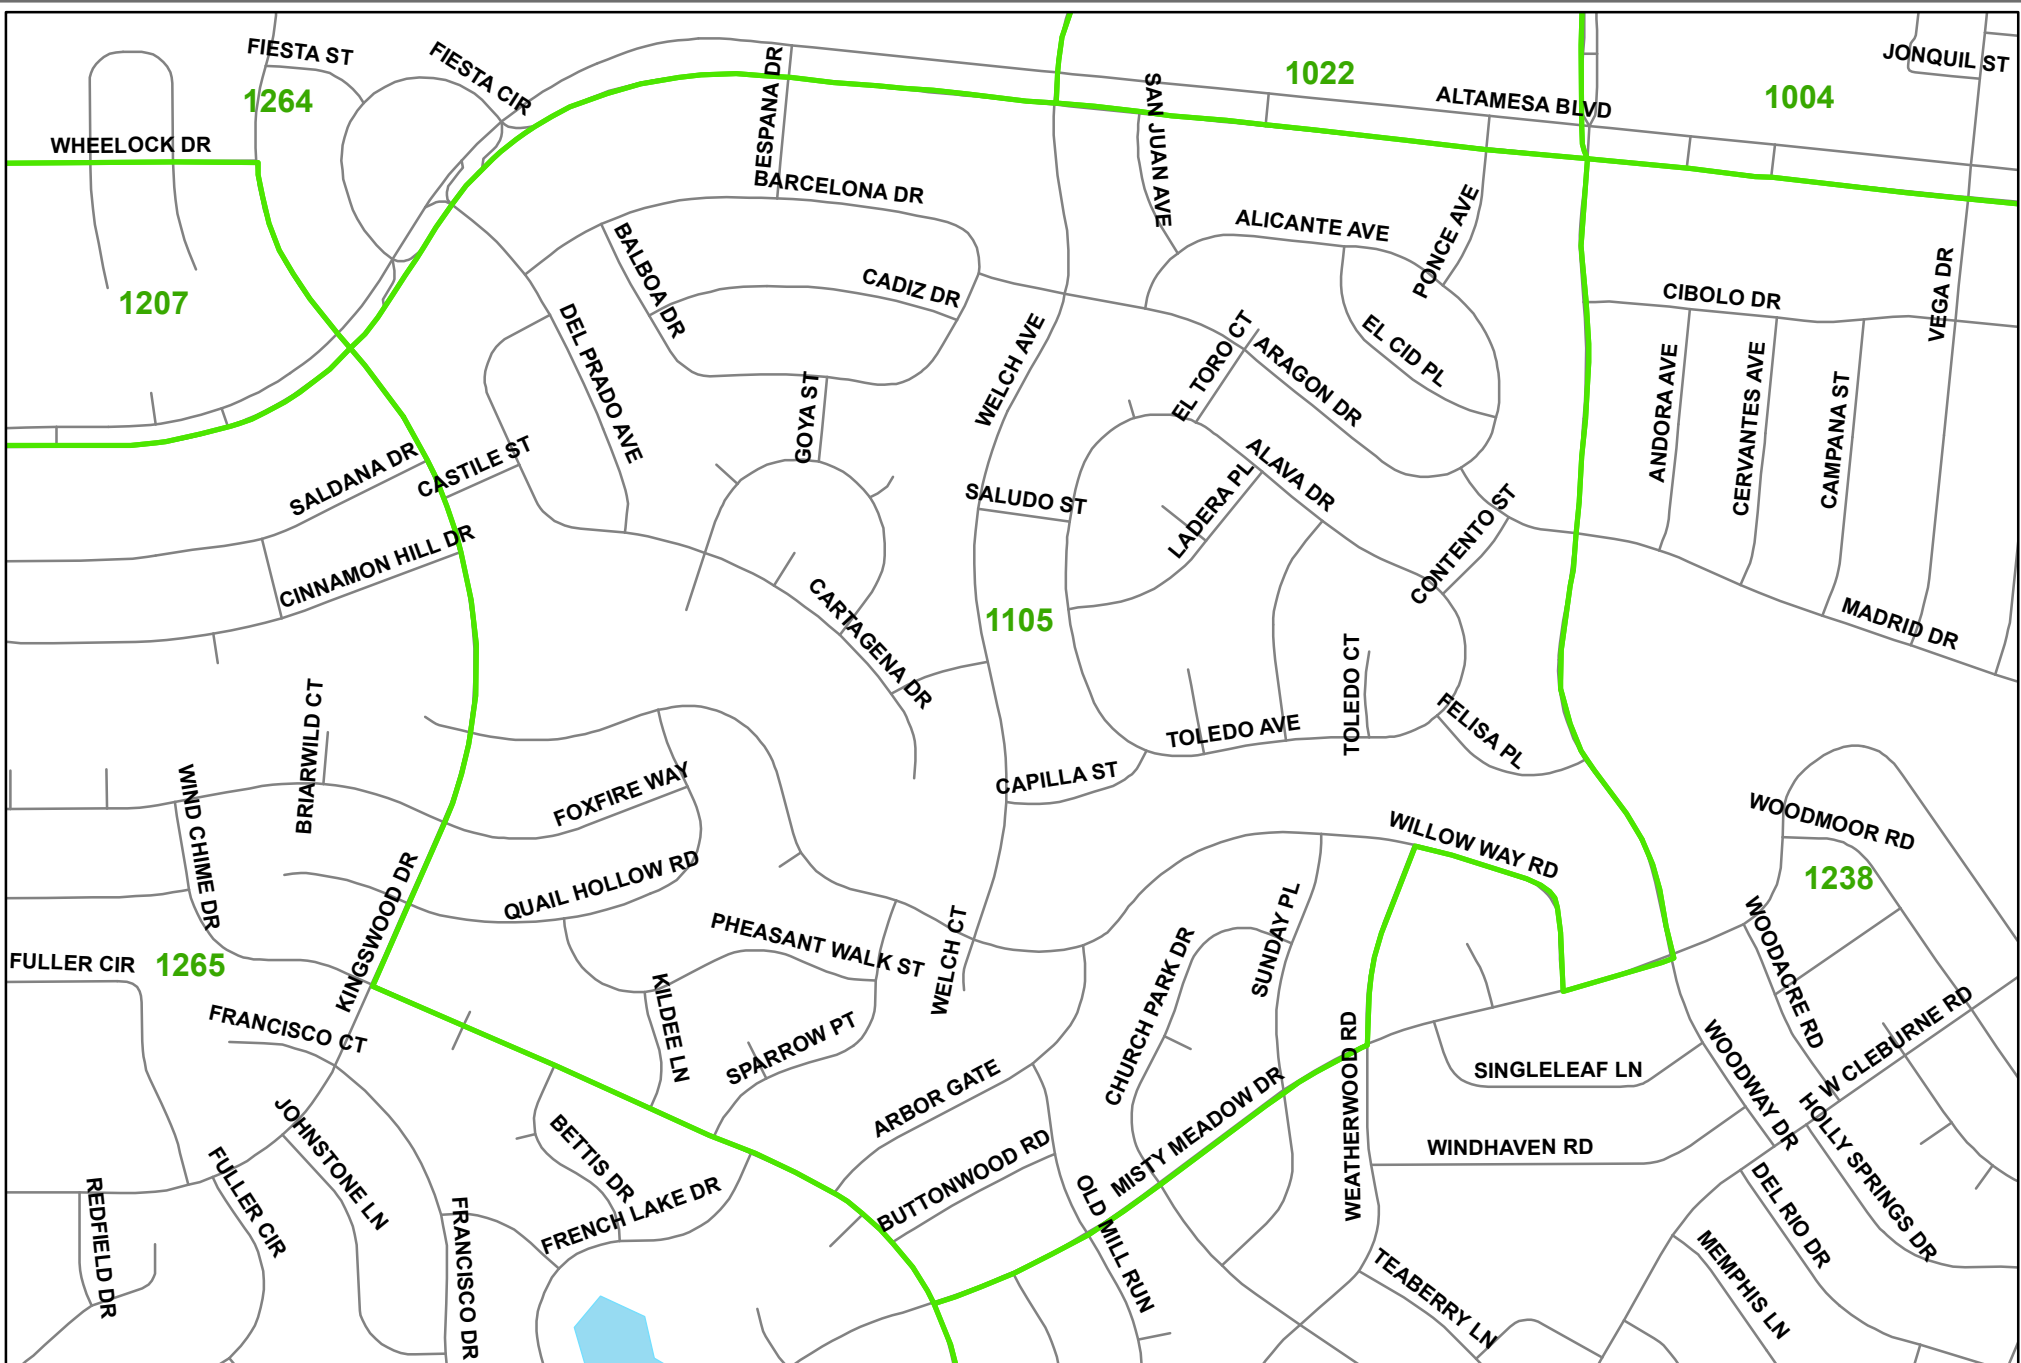 FIESTA ST
FIESTA CIR
1264
WHEELOCK DR
ESPANA DR
SAN JUAN AVE
1022
ALTAMESA BLVD
1004
JONQUIL ST
BARCELONA DR
BALBOA DR
CADIZ DR
ALICANTE AVE
PONCE AVE
CIBOLO DR
VEGA DR
1207
DEL PRADO AVE
WELCH AVE
EL TORO CT
ARAGON DR
EL CID PL
ANDORA AVE
CERVANTES AVE
CAMPANA ST
GOYA ST
SALDANA DR
CASTILE ST
SALUDO ST
LADERA PL
ALAVA DR
CONTENTO ST
CINNAMON HILL DR
CARTAGENA DR
1105
MADRID DR
TOLEDO CT
TOLEDO AVE
FELISA PL
BRIARWILD CT
WIND CHIME DR
FOXFIRE WAY
CAPILLA ST
WILLOW WAY RD
WOODMOOR RD
1238
KINGSWOOD DR
QUAIL HOLLOW RD
PHEASANT WALK ST
WELCH CT
SUNDAY PL
CHURCH PARK DR
WOODACRE RD
FULLER CIR
1265
FRANCISCO CT
KILDEE LN
SPARROW PT
ARBOR GATE
WEATHERWOOD RD
SINGLELEAF LN
WOODWAY DR
W CLEBURNE RD
HOLLY SPRINGS DR
JOHNSTONE LN
BETTIS DR
BUTTONWOOD RD
MISTY MEADOW DR
WINDHAVEN RD
REDFIELD DR
FULLER CIR
FRANCISCO DR
FRENCH LAKE DR
OLD MILL RUN
TEABERRY LN
DEL RIO DR
MEMPHIS LN